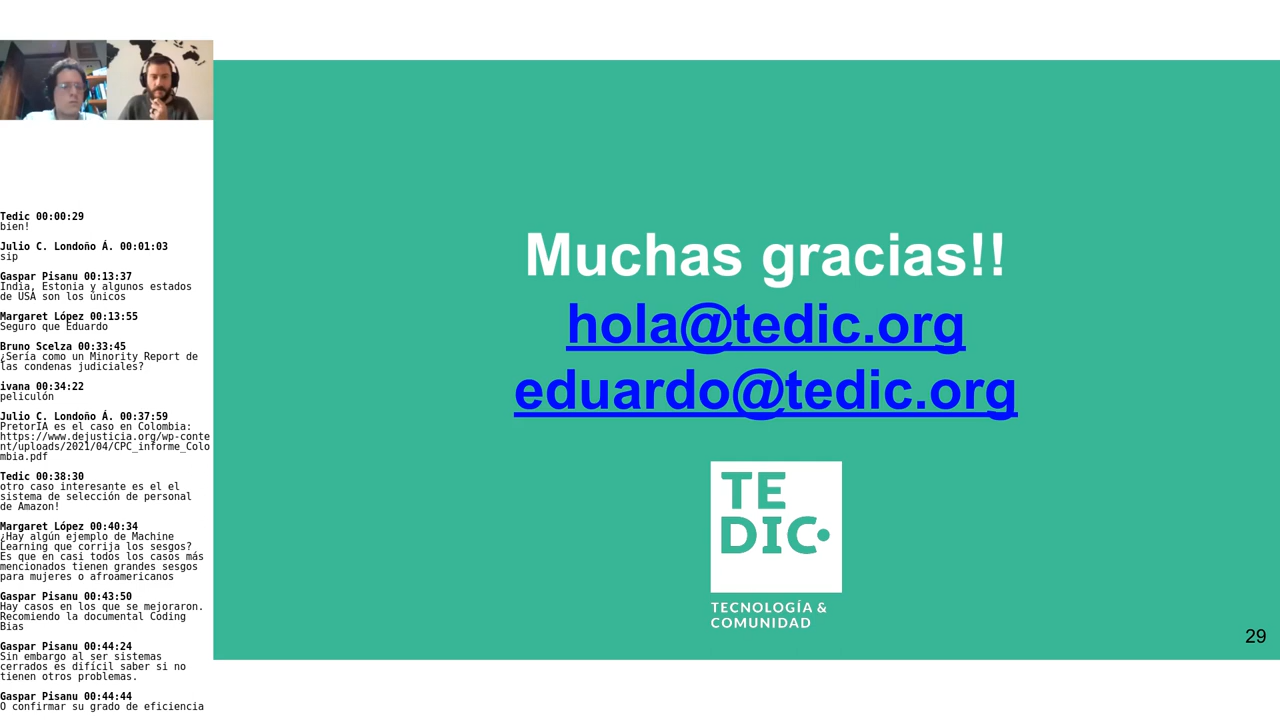 Tedic 00:00:29
bien!
Julio C. Londoño Á. 00:01:03
sip
Gaspar Pisanu 00:13:37
India, Estonia y algunos estados
de USA son los únicos
Margaret López 00:13:55
Seguro que Eduardo
Bruno Scelza 00:33:45
¿Sería como un Minority Report de
las condenas judiciales?
ivana 00:34:22
peliculón
Julio C. Londoño Á. 00:37:59
PretorIA es el caso en Colombia:
https://www.dejusticia.org/wp-conte
nt/uploads/2021/04/CPC_informe_Colo
mbia.pdf
Tedic 00:38:30
otro caso interesante es el el
sistema de selección de personal
de Amazon!
Margaret López 00:40:34
¿Hay algún ejemplo de Machine
Learning que corrija los sesgos?
Es que en casi todos los casos más
mencionados tienen grandes sesgos
para mujeres o afroamericanos
Gaspar Pisanu 00:43:50
Hay casos en los que se mejoraron.
Recomiendo la documental Coding
Bias
Gaspar Pisanu 00:44:24
Sin embargo al ser sistemas
cerrados es difícil saber si no
tienen otros problemas.
Gaspar Pisanu 00:44:44
O confirmar su grado de eficiencia
Muchas gracias!!
hola@tedic.org
eduardo@tedic.org
TE
DIC
TECNOLOGÍA &
COMUNIDAD
29